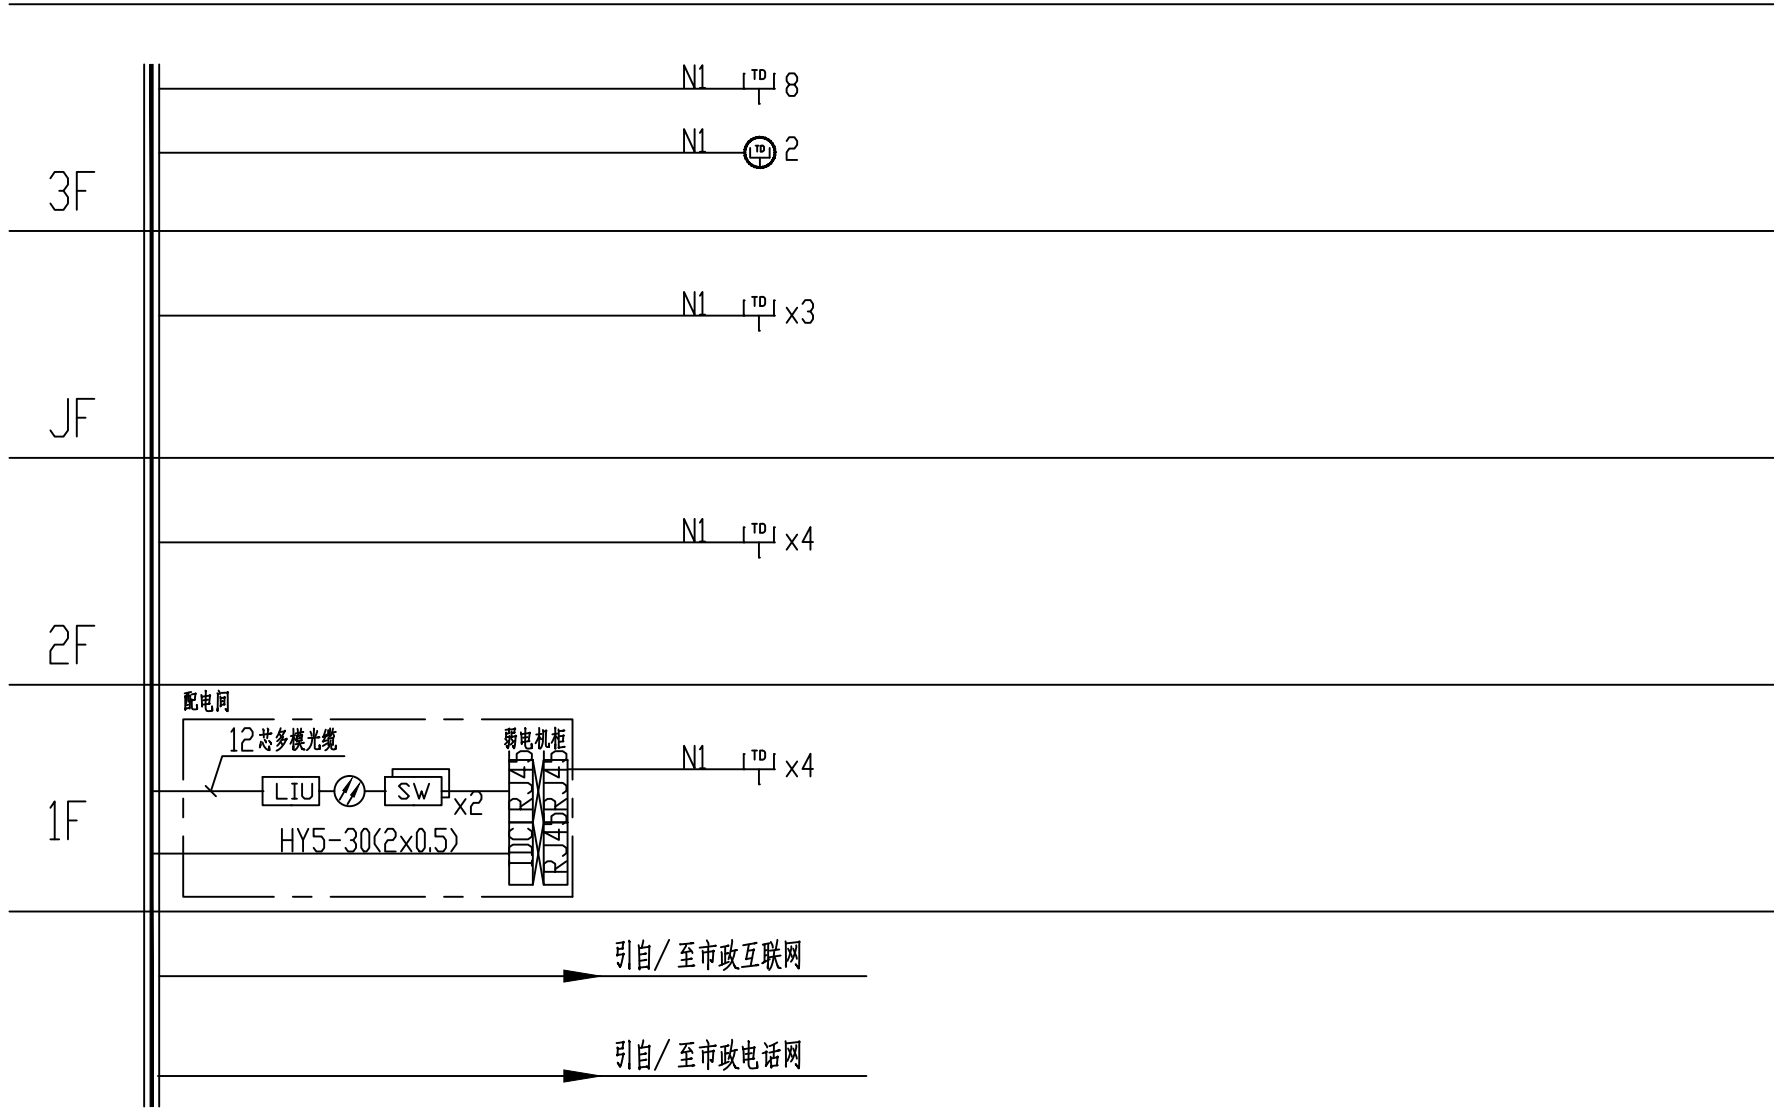 N1 TD 8
N1 TD 2
3F
N1 TD x3
JF
N1 TD x4
2F
配电间
12芯多模光缆
弱电机柜
N1 TD x4
LIU
SW
x2
RJ45
RJ45
1F
HY5-30(2x0.5)
IDC
RJ45
引自/至市政互联网
引自/至市政电话网